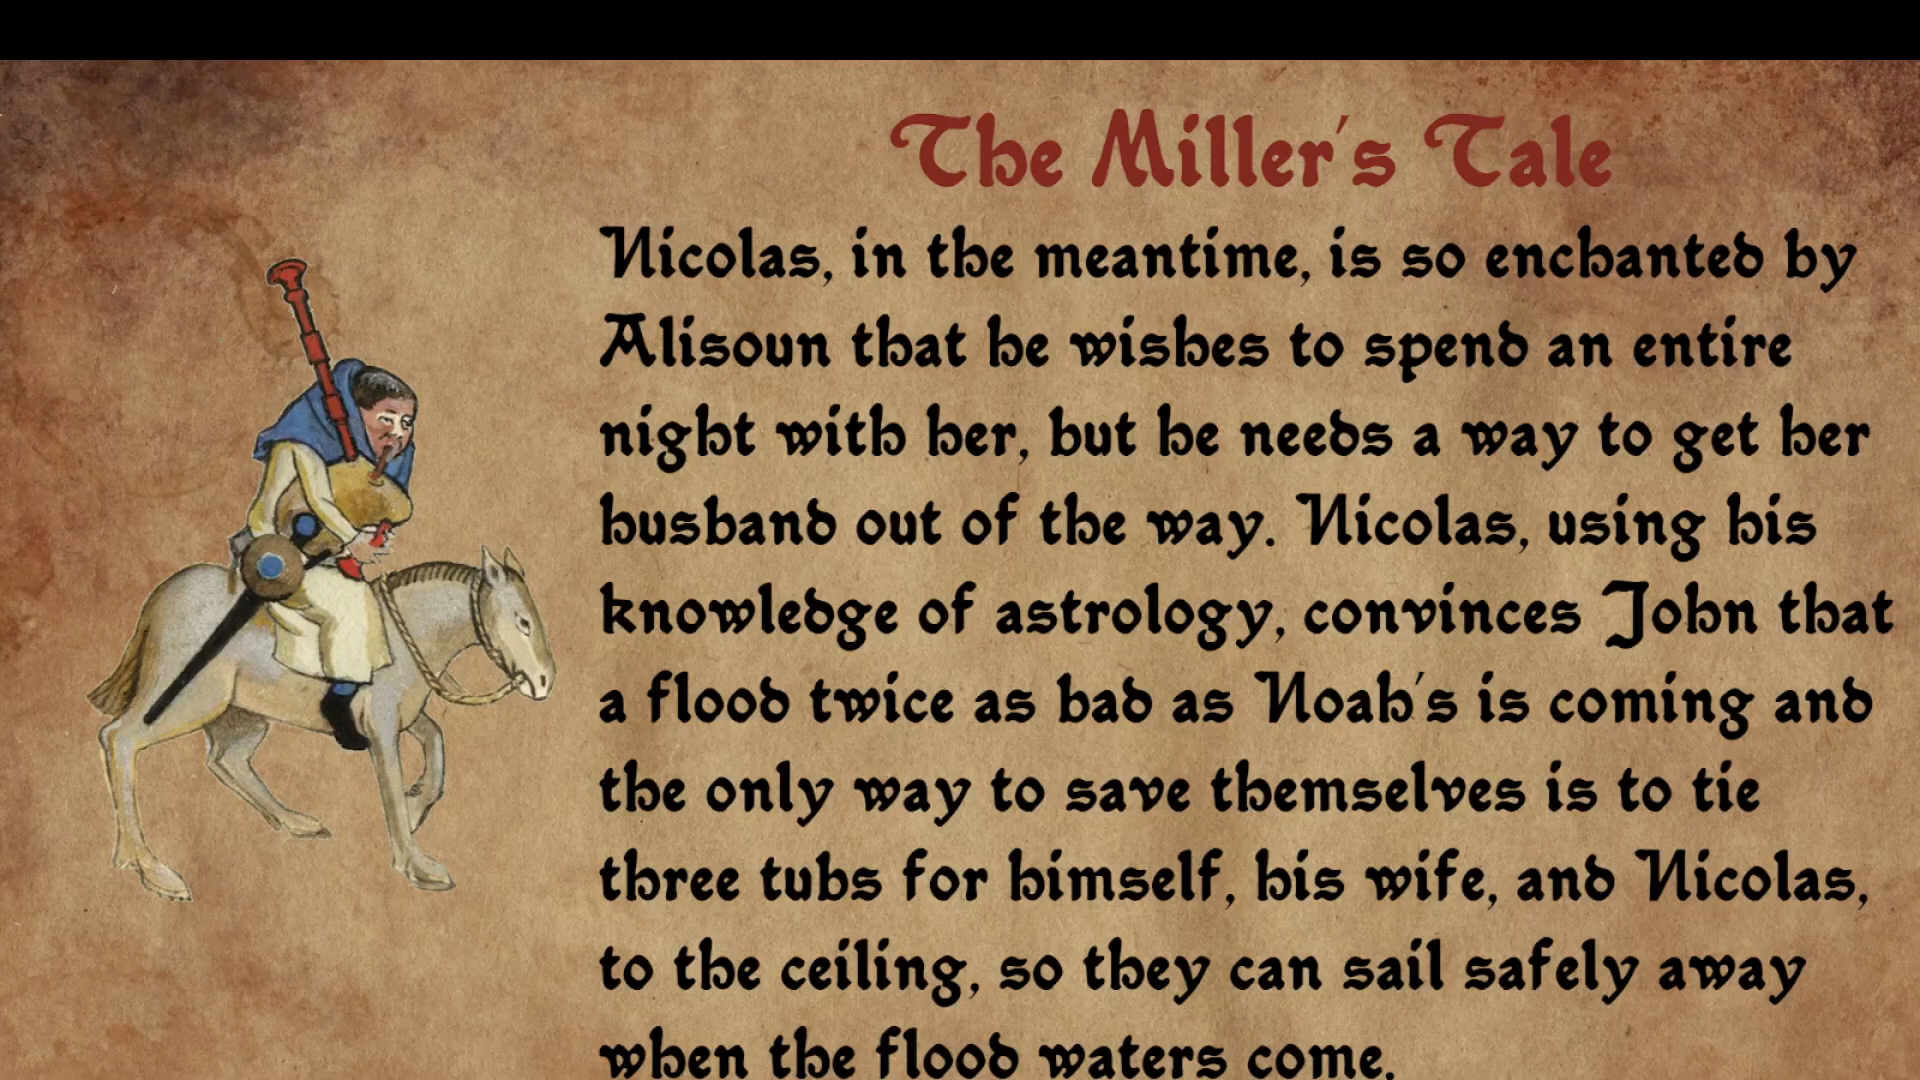 The Miller's Tale
Nicolas, in the meantime, is so enchanted by
Alisoun that he wishes to spend an entire
night with her, but he needs a way to get her
husband out of the way. Nicolas, using his
knowledge of astrology, convinces John that
a flood twice as bad as Noah's is coming and
the only way to save themselves is to tie
three tubs for himself, his wife, and Nicolas,
to the ceiling, so they can sail safely away
when the flood waters come.